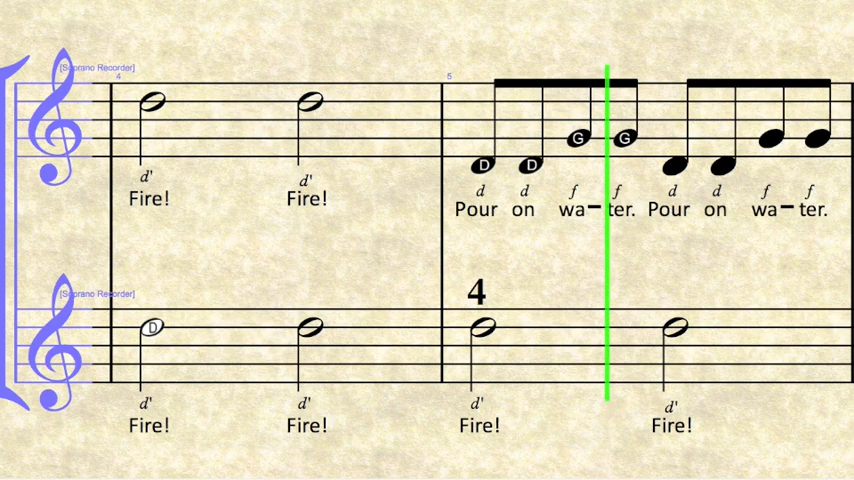 [Soprano Recorder]
4 5
D D G G
d' d' d d f f d d f f
Fire! Fire! Pour on wa- ter. Pour on wa- ter.
[Soprano Recorder]
4
D
d' d' d' d'
Fire! Fire! Fire! Fire!